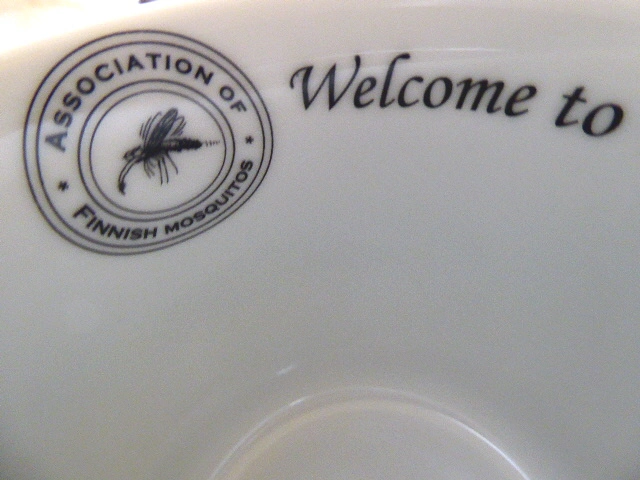 ASSOCIATION OF
FINNISH MOSQUITOS
Welcome to